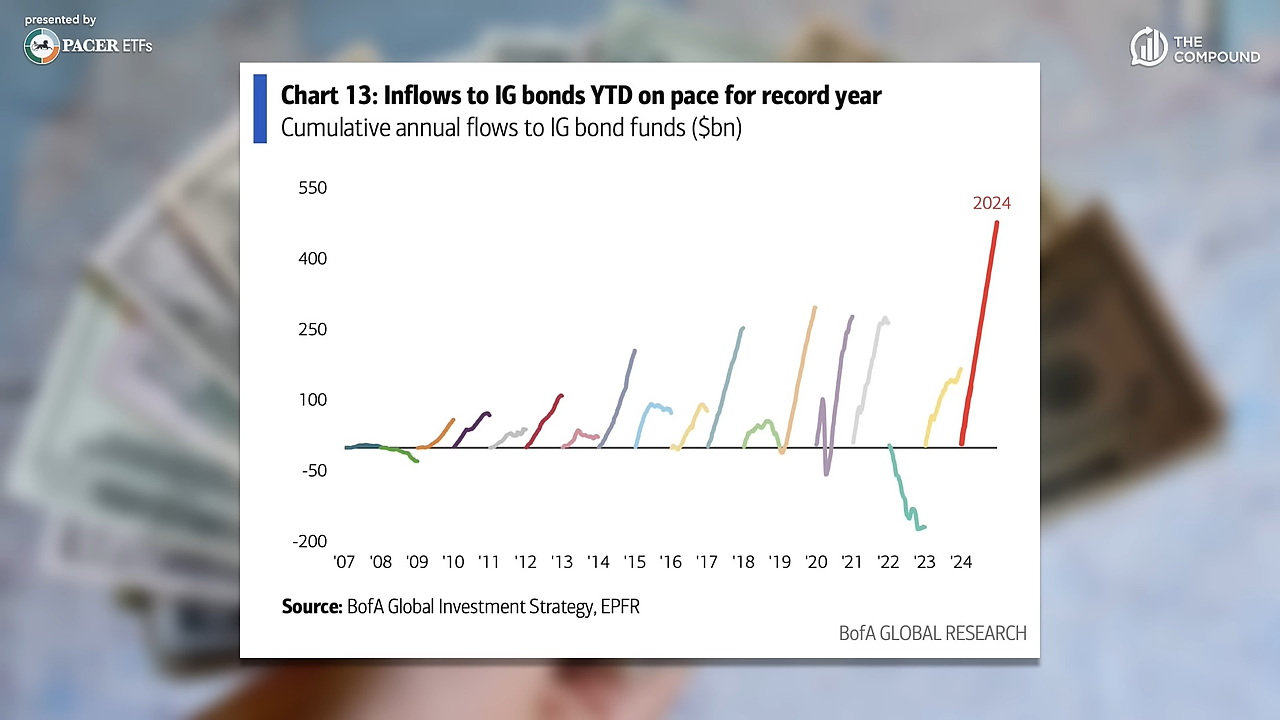 presented by
PACER ETFs
THE
COMPOUND
Chart 13: Inflows to IG bonds YTD on pace for record year
Cumulative annual flows to IG bond funds ($bn)
550
400
250
100
-50
-200
2024
'07 '08 '09 '10 '11 '12 '13 '14 '15 '16 '17 '18 '19 '20 '21 '22 '23 '24
Source: BofA Global Investment Strategy, EPFR
BofA GLOBAL RESEARCH